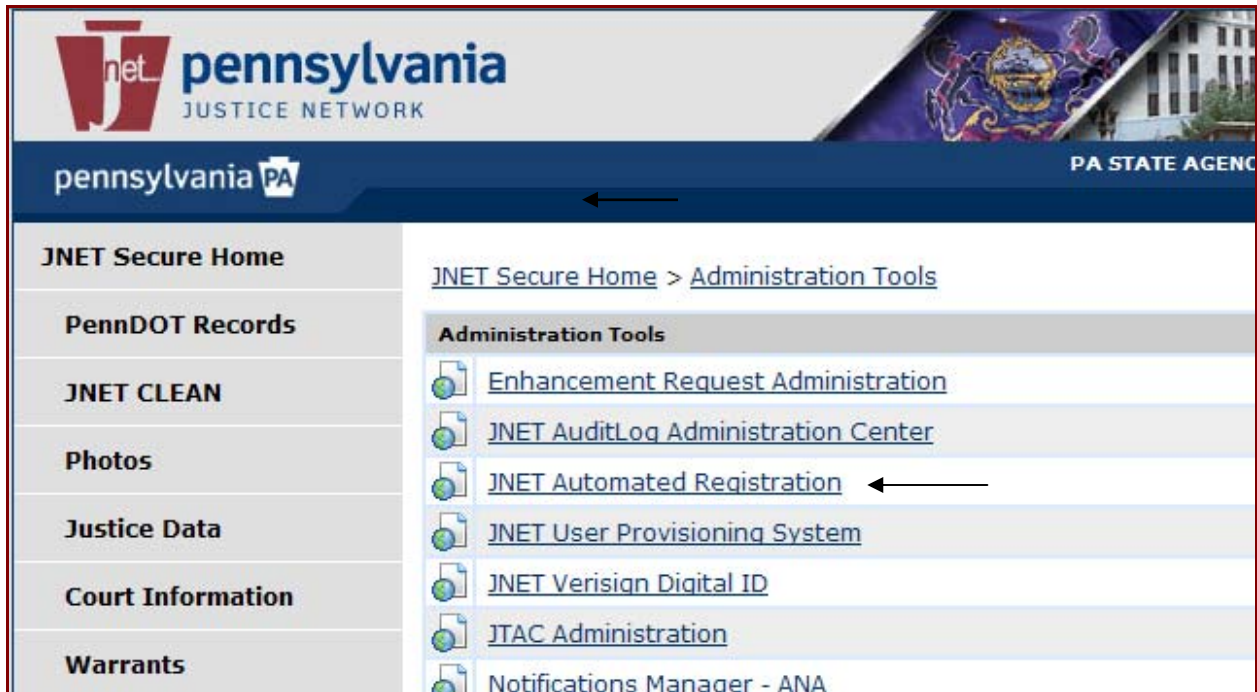 Jnet
pennsylvania
JUSTICE NETWORK
pennsylvania PA
PA STATE AGENC
JNET Secure Home
PennDOT Records
JNET CLEAN
Photos
Justice Data
Court Information
Warrants
JNET Secure Home > Administration Tools
Administration Tools
Enhancement Request Administration
JNET AuditLog Administration Center
JNET Automated Registration
JNET User Provisioning System
JNET Verisign Digital ID
JTAC Administration
Notifications Manager - ANA